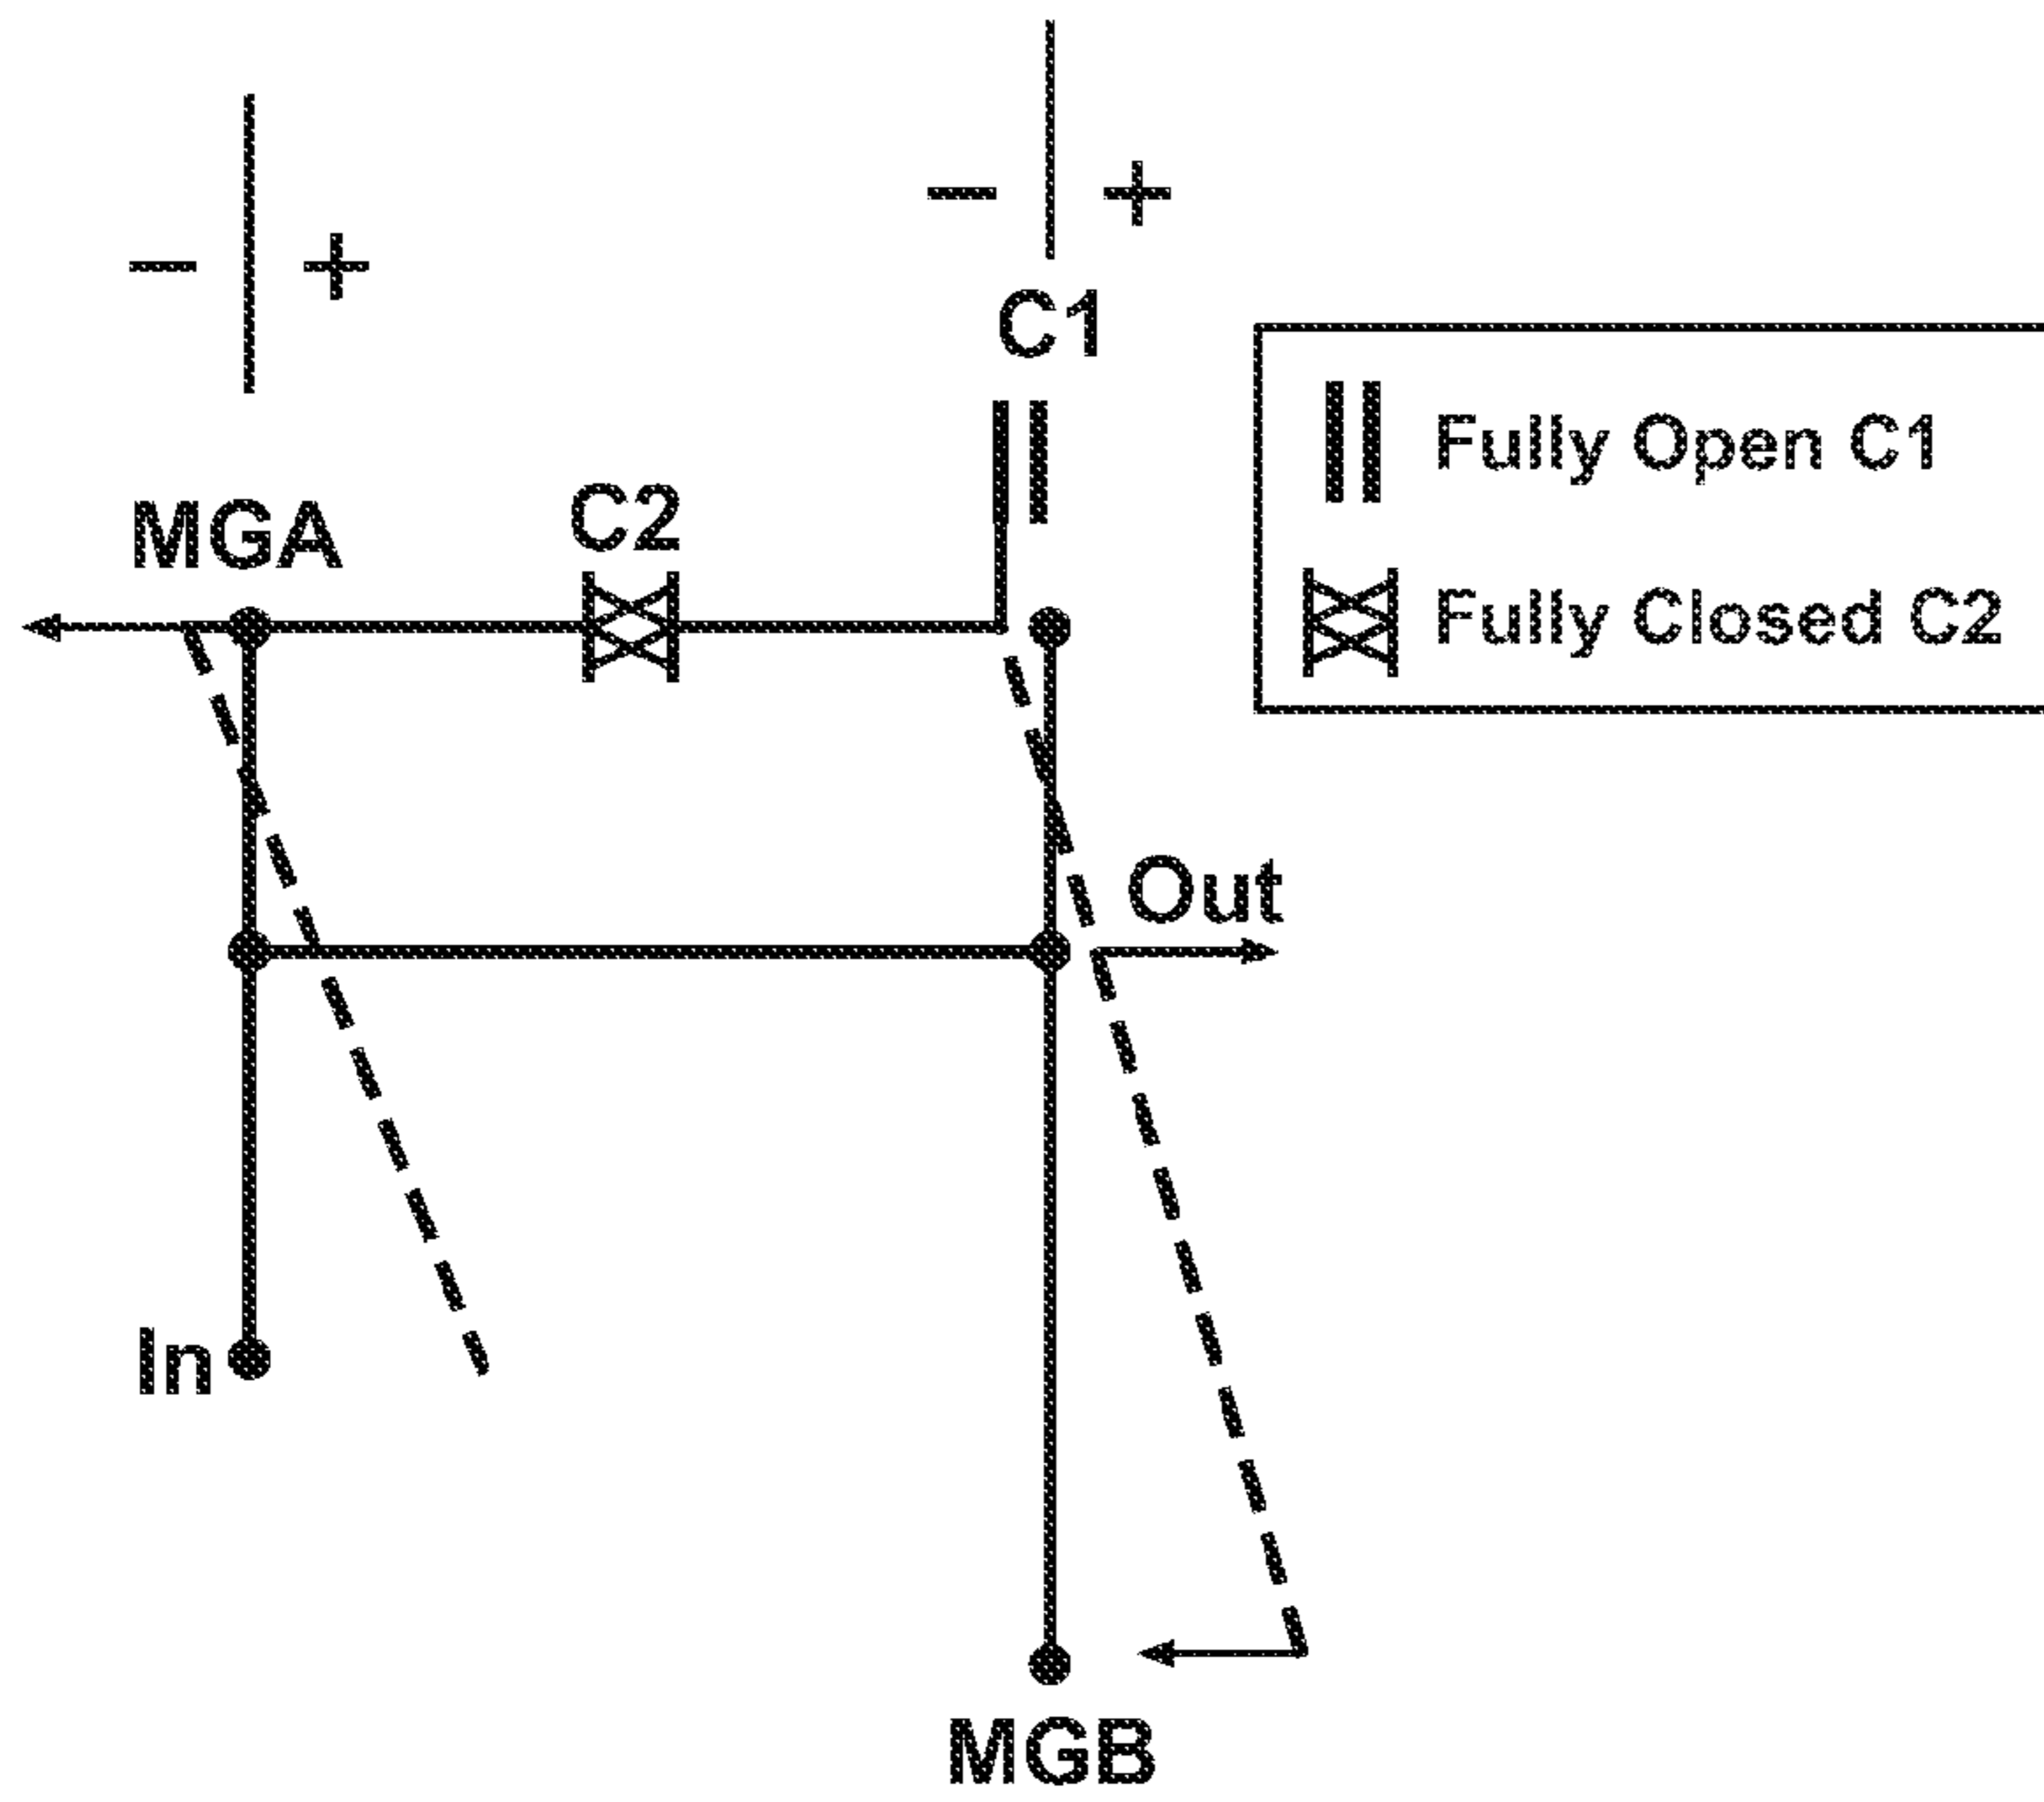 − +
− +
C1
Fully Open C1
MGA
C2
Fully Closed C2
Out
In
MGB